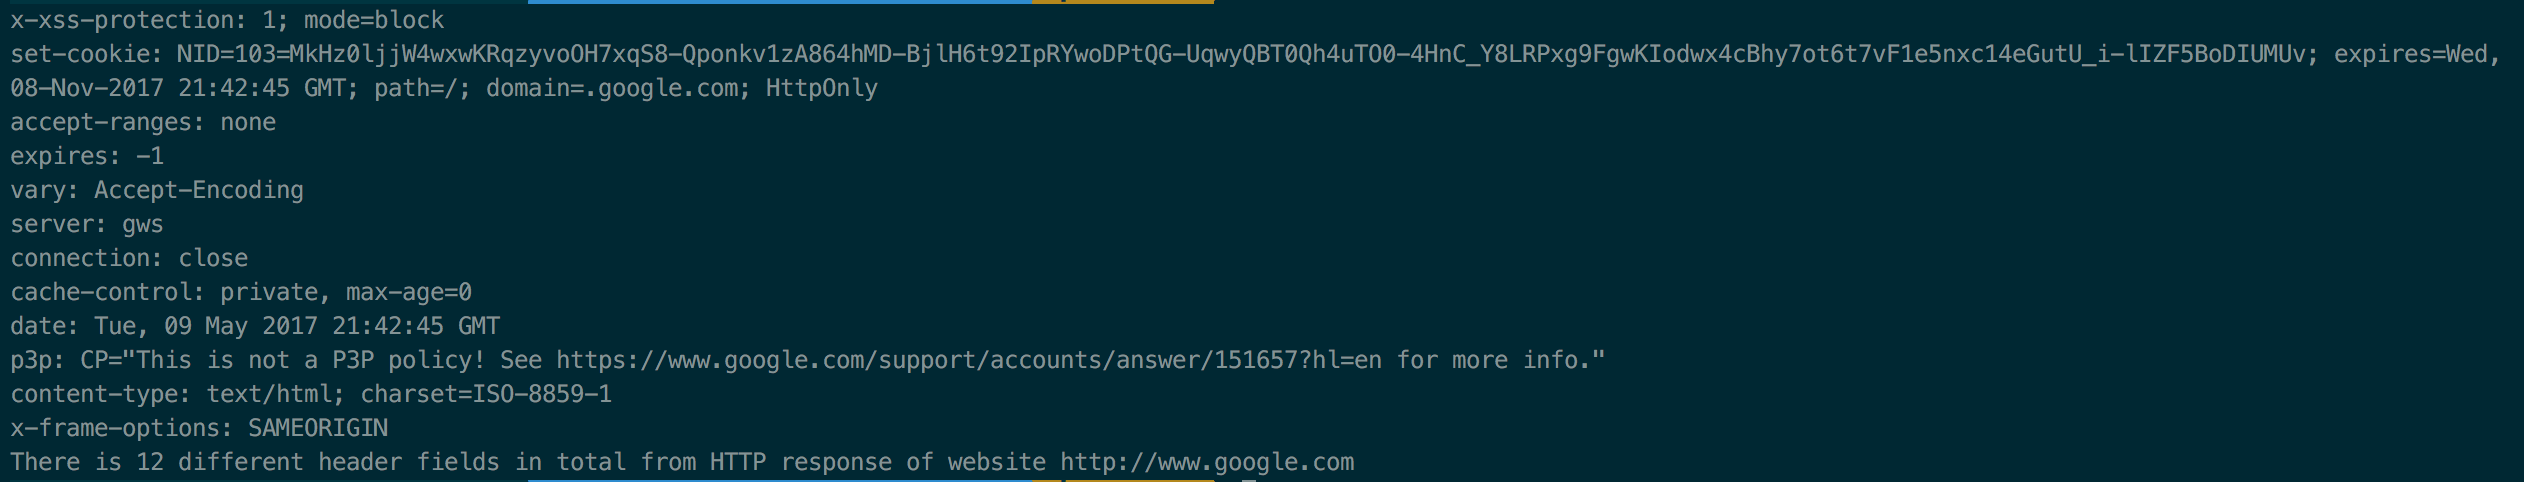 x-xss-protection: 1; mode=block
set-cookie: NID=103=MkHz0ljjW4wxwKRqzyvoOH7xqS8-Qponkv1zA864hMD-BjlH6t92IpRYwoDPtQG-UqwyQBT0Qh4uTO0-4HnC_Y8LRPxg9FgwKIodwx4cBhy7ot6t7vF1e5nxc14eGutU_i-lIZF5BoDIUMUv; expires=Wed,
08-Nov-2017 21:42:45 GMT; path=/; domain=.google.com; HttpOnly
accept-ranges: none
expires: -1
vary: Accept-Encoding
server: gws
connection: close
cache-control: private, max-age=0
date: Tue, 09 May 2017 21:42:45 GMT
p3p: CP="This is not a P3P policy! See https://www.google.com/support/accounts/answer/151657?hl=en for more info."
content-type: text/html; charset=ISO-8859-1
x-frame-options: SAMEORIGIN
There is 12 different header fields in total from HTTP response of website http://www.google.com